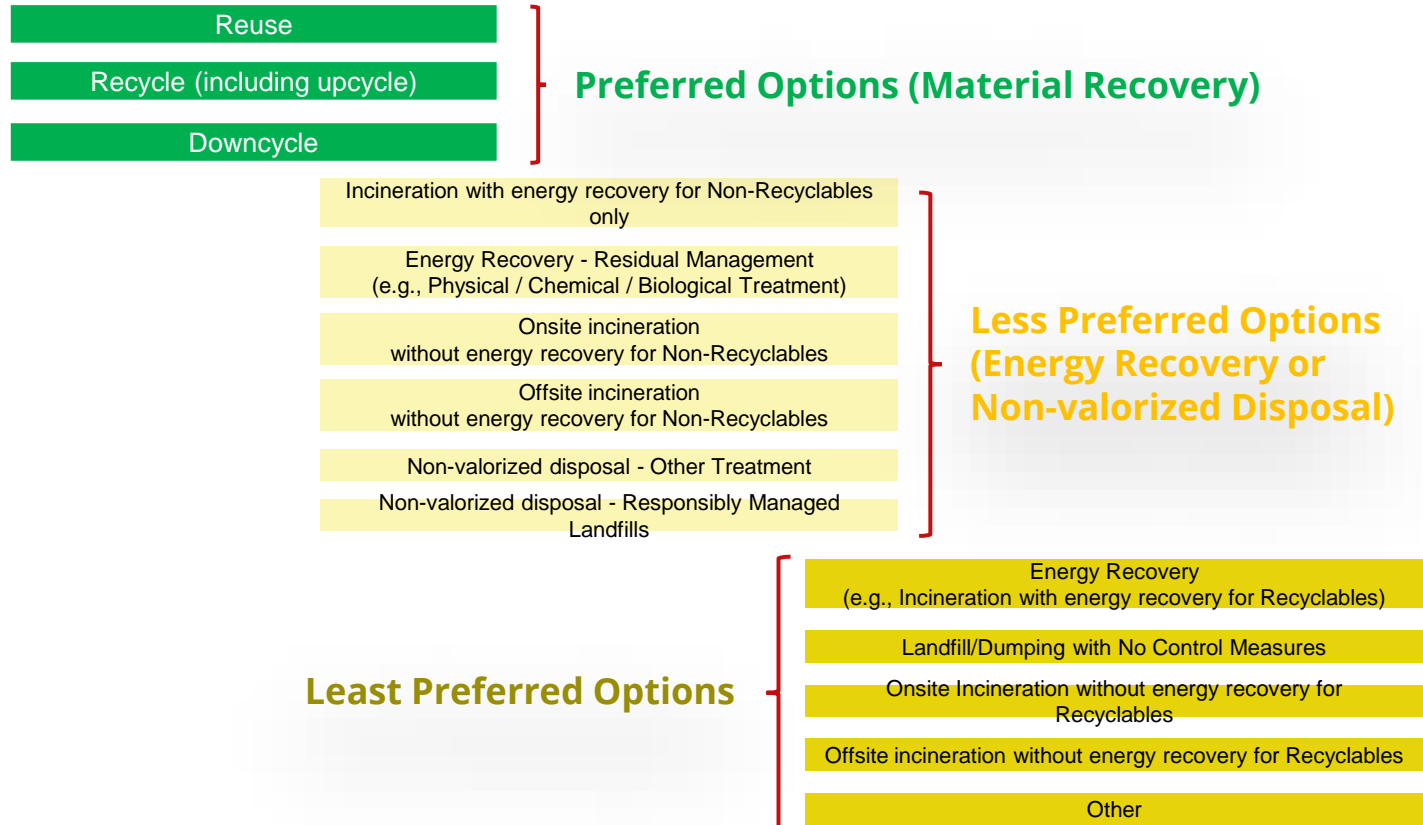 Reuse
Recycle (including upcycle)
Downcycle
Preferred Options (Material Recovery)
Incineration with energy recovery for Non-Recyclables
only
Energy Recovery - Residual Management
(e.g., Physical / Chemical / Biological Treatment)
Onsite incineration
without energy recovery for Non-Recyclables
Offsite incineration
without energy recovery for Non-Recyclables
Non-valorized disposal - Other Treatment
Non-valorized disposal - Responsibly Managed
Landfills
Less Preferred Options
(Energy Recovery or
Non-valorized Disposal)
Least Preferred Options
Energy Recovery
(e.g., Incineration with energy recovery for Recyclables)
Landfill/Dumping with No Control Measures
Onsite Incineration without energy recovery for
Recyclables
Offsite incineration without energy recovery for Recyclables
Other